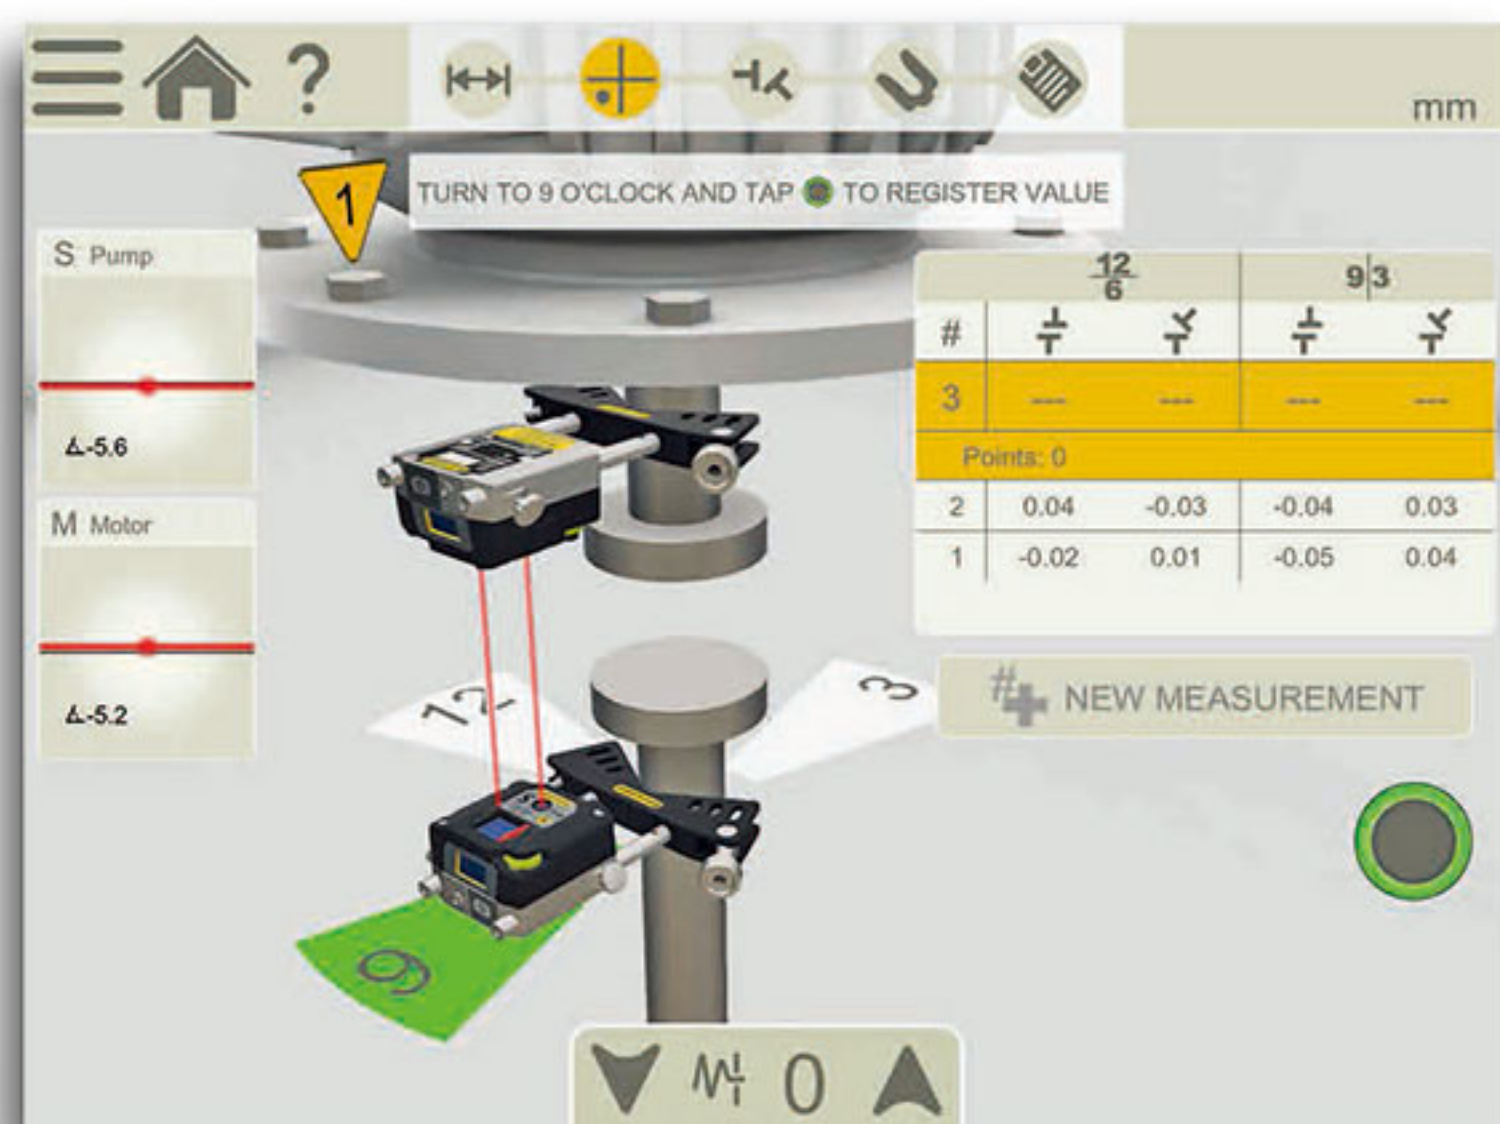 ?
mm
1
TURN TO 9 O'CLOCK AND TAP TO REGISTER VALUE
S Pump
-5.6
M Motor
-5.2
12
6
9 3
#
3 --- --- --- ---
Points: 0
2 0.04 -0.03 -0.04 0.03
1 -0.02 0.01 -0.05 0.04
# NEW MEASUREMENT
12
3
9
0